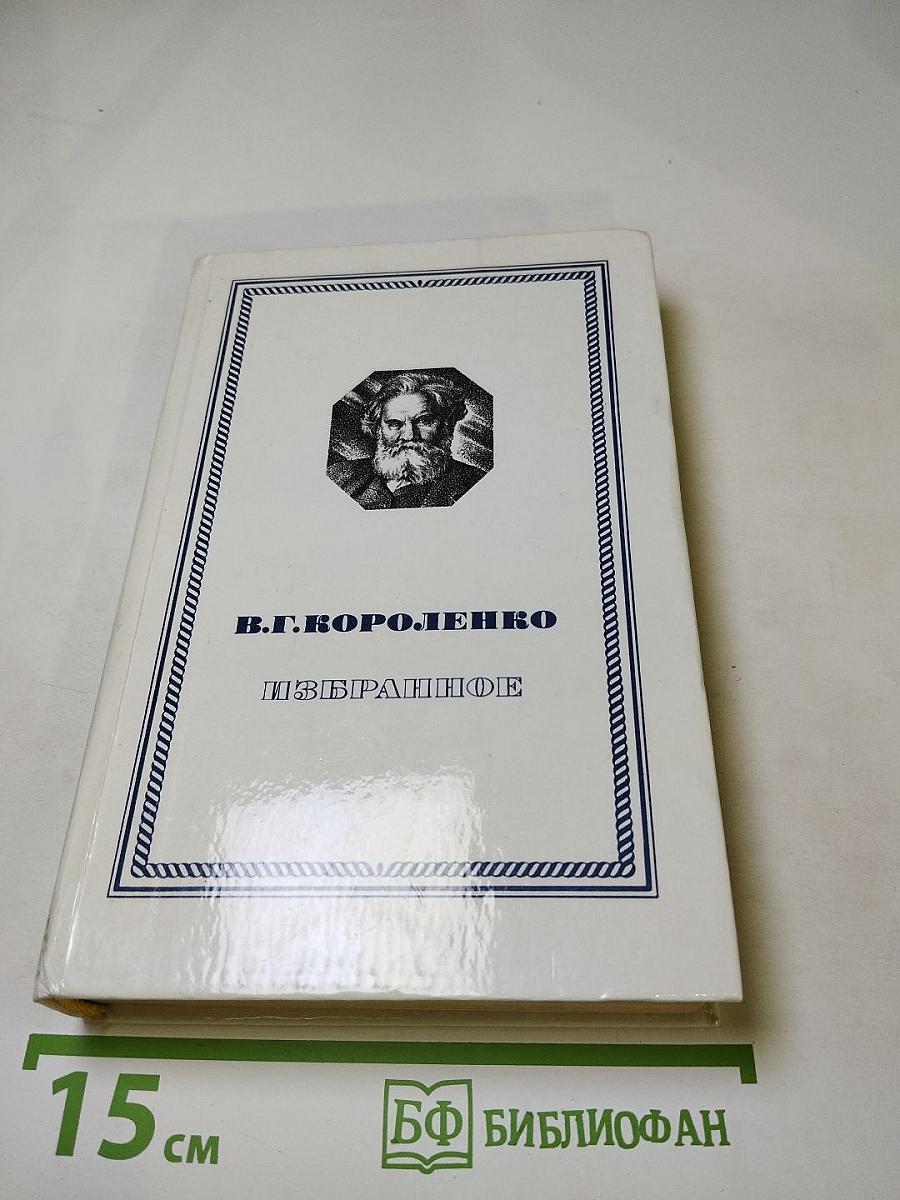 В.Г.КОРОЛЕНКО
ИЗБРАННОЕ
15 см
БФ БИБЛИОФАН